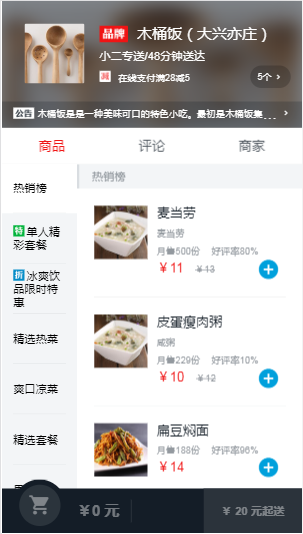 品牌 木桶饭（大兴亦庄）
小二专送/48分钟送达
减 在线支付满28减5
5个 >
公告 木桶饭是是一种美味可口的特色小吃。最初是木桶饭集... >
商品 评论 商家
热销榜
特 单人精
彩套餐
折 冰爽饮
品限时特
惠
精选热菜
爽口凉菜
精选套餐
热销榜
麦当劳
麦当劳
月售500份 好评率80%
￥11 ￥13
皮蛋瘦肉粥
咸粥
月售229份 好评率10%
￥10 ￥12
扁豆焖面
月售188份 好评率96%
￥14
￥0 元
￥ 20 元起送